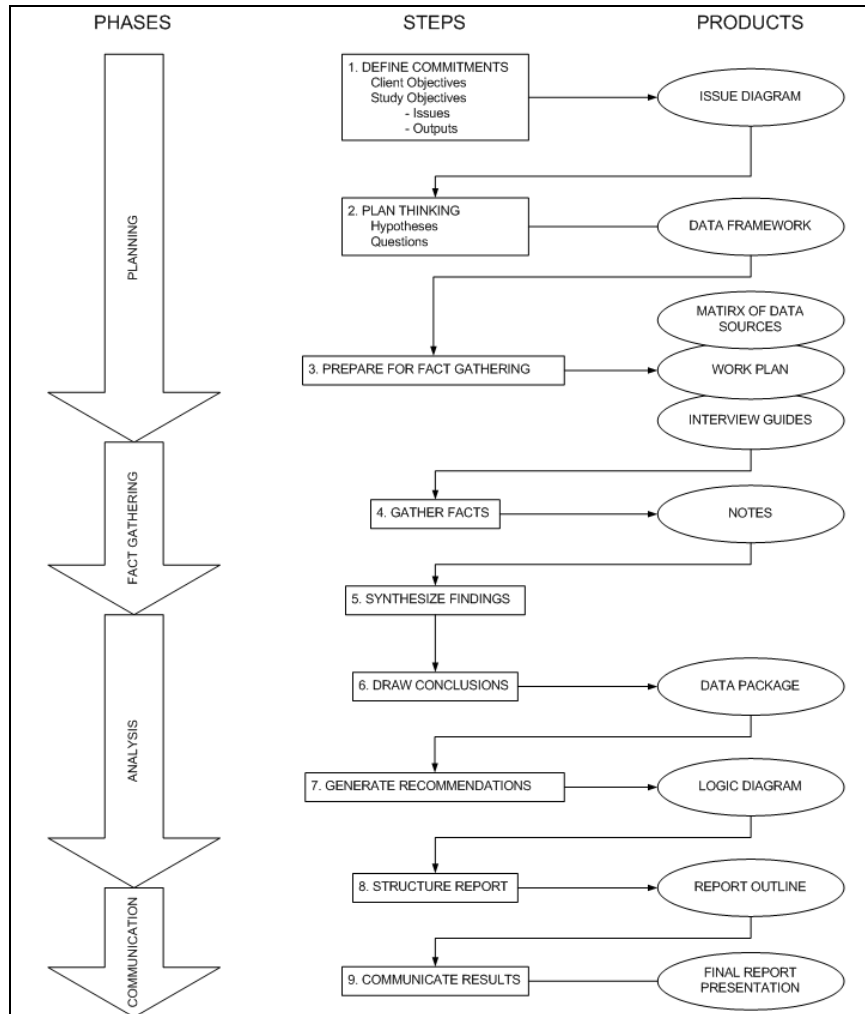 PHASES
STEPS
PRODUCTS
1. DEFINE COMMITMENTS
Client Objectives
Study Objectives
- Issues
- Outputs
ISSUE DIAGRAM
PLANNING
2. PLAN THINKING
Hypotheses
Questions
DATA FRAMEWORK
MATIRX OF DATA
SOURCES
3. PREPARE FOR FACT GATHERING
WORK PLAN
INTERVIEW GUIDES
FACT GATHERING
4. GATHER FACTS
NOTES
5. SYNTHESIZE FINDINGS
ANALYSIS
6. DRAW CONCLUSIONS
DATA PACKAGE
7. GENERATE RECOMMENDATIONS
LOGIC DIAGRAM
COMMUNICATION
8. STRUCTURE REPORT
REPORT OUTLINE
9. COMMUNICATE RESULTS
FINAL REPORT
PRESENTATION